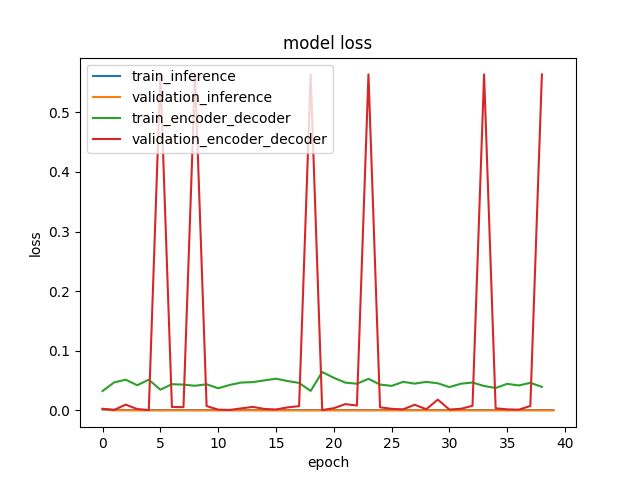 model loss
train_inference
validation_inference
train_encoder_decoder
validation_encoder_decoder
loss
0.5
0.4
0.3
0.2
0.1
0.0
0 5 10 15 20 25 30 35 40
epoch